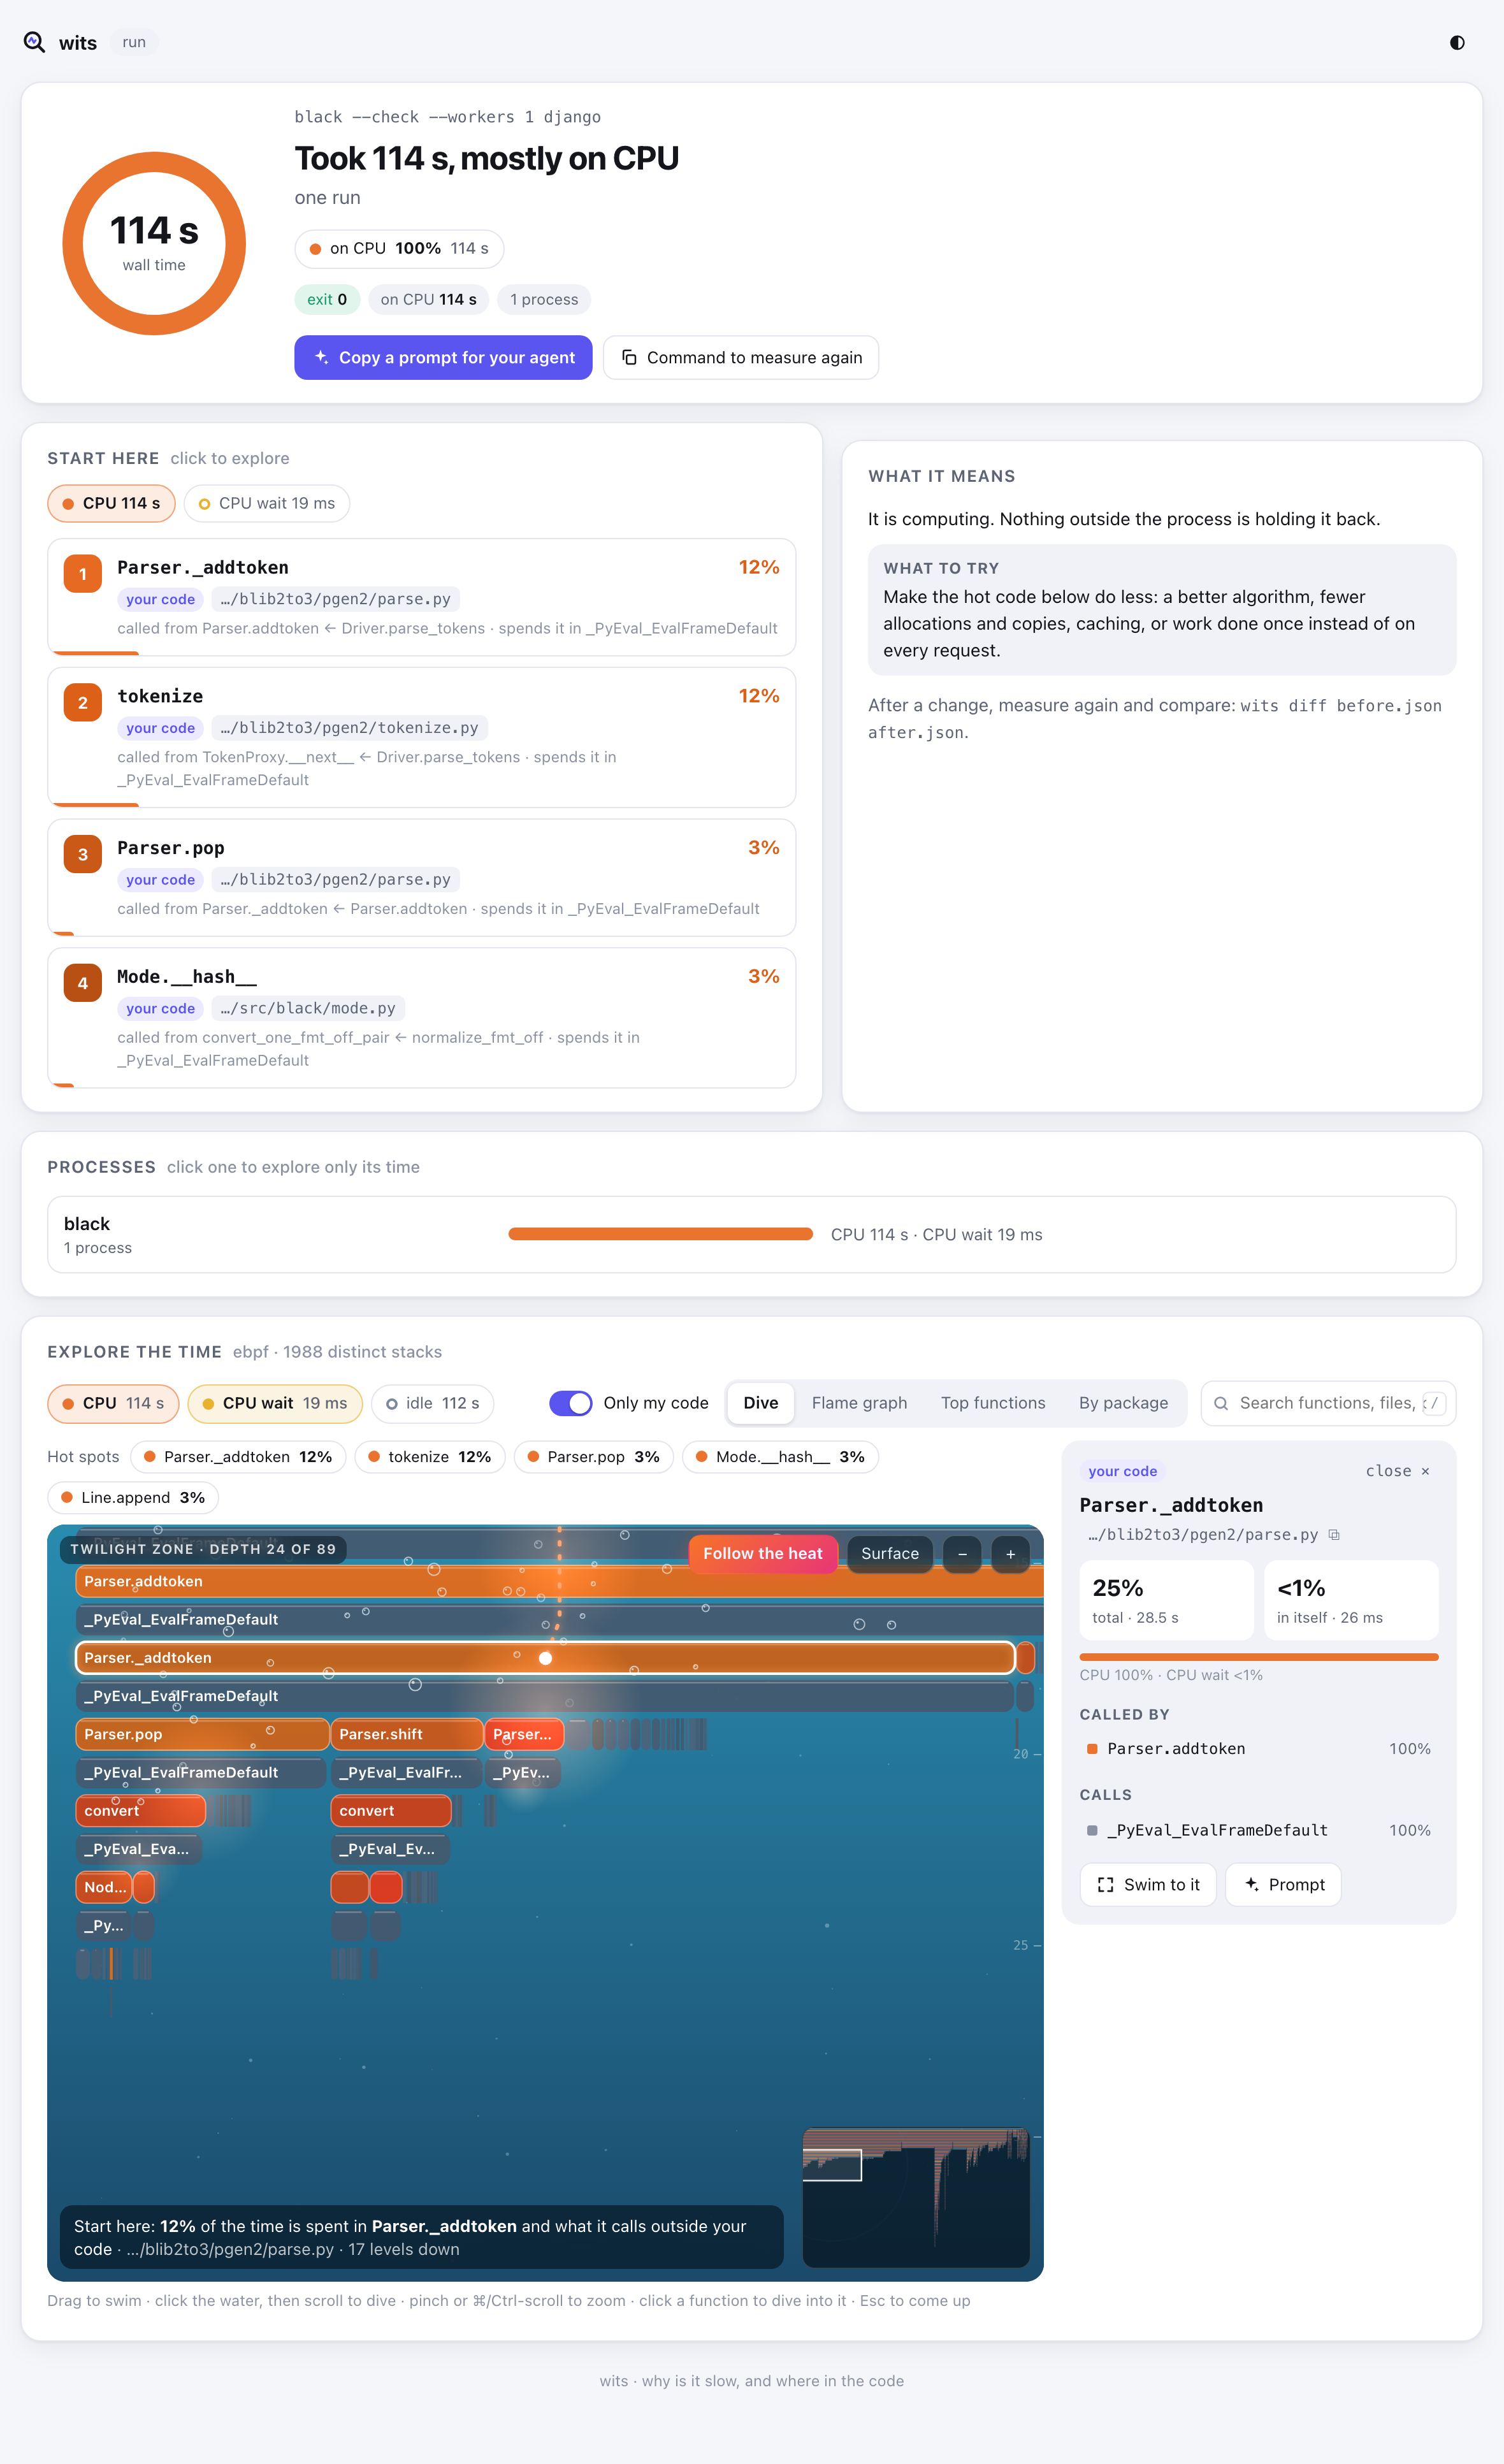 wits run
black --check --workers 1 django
Took 114 s, mostly on CPU
one run
114 s
wall time
on CPU 100% 114 s
exit 0 on CPU 114 s 1 process
Copy a prompt for your agent Command to measure again
START HERE click to explore
CPU 114 s CPU wait 19 ms
1 Parser._addtoken 12%
your code …/blib2to3/pgen2/parse.py
called from Parser.addtoken ← Driver.parse_tokens · spends it in _PyEval_EvalFrameDefault
2 tokenize 12%
your code …/blib2to3/pgen2/tokenize.py
called from TokenProxy.__next__ ← Driver.parse_tokens · spends it in
_PyEval_EvalFrameDefault
3 Parser.pop 3%
your code …/blib2to3/pgen2/parse.py
called from Parser._addtoken ← Parser.addtoken · spends it in _PyEval_EvalFrameDefault
4 Mode.__hash__ 3%
your code …/src/black/mode.py
called from convert_one_fmt_off_pair ← normalize_fmt_off · spends it in
_PyEval_EvalFrameDefault
WHAT IT MEANS
It is computing. Nothing outside the process is holding it back.
WHAT TO TRY
Make the hot code below do less: a better algorithm, fewer
allocations and copies, caching, or work done once instead of on
every request.
After a change, measure again and compare: wits diff before.json
after.json.
PROCESSES click one to explore only its time
black
1 process
CPU 114 s · CPU wait 19 ms
EXPLORE THE TIME ebpf · 1988 distinct stacks
CPU 114 s CPU wait 19 ms idle 112 s Only my code Dive Flame graph Top functions By package Search functions, files, /
Hot spots Parser._addtoken 12% tokenize 12% Parser.pop 3% Mode.__hash__ 3%
Line.append 3%
TWILIGHT ZONE · DEPTH 24 OF 89 Follow the heat Surface − +
Parser.addtoken
_PyEval_EvalFrameDefault
Parser._addtoken
_PyEval_EvalFrameDefault
Parser.pop Parser.shift Parser...
20
_PyEval_EvalFrameDefault _PyEval_EvalFr... _PyEv...
convert convert
_PyEval_Eva... _PyEval_Ev...
Nod...
_Py...
25
Start here: 12% of the time is spent in Parser._addtoken and what it calls outside your
code · …/blib2to3/pgen2/parse.py · 17 levels down
your code close ×
Parser._addtoken
…/blib2to3/pgen2/parse.py
25% <1%
total · 28.5 s in itself · 26 ms
CPU 100% · CPU wait <1%
CALLED BY
Parser.addtoken 100%
CALLS
_PyEval_EvalFrameDefault 100%
Swim to it Prompt
Drag to swim · click the water, then scroll to dive · pinch or ⌘/Ctrl-scroll to zoom · click a function to dive into it · Esc to come up
wits · why is it slow, and where in the code